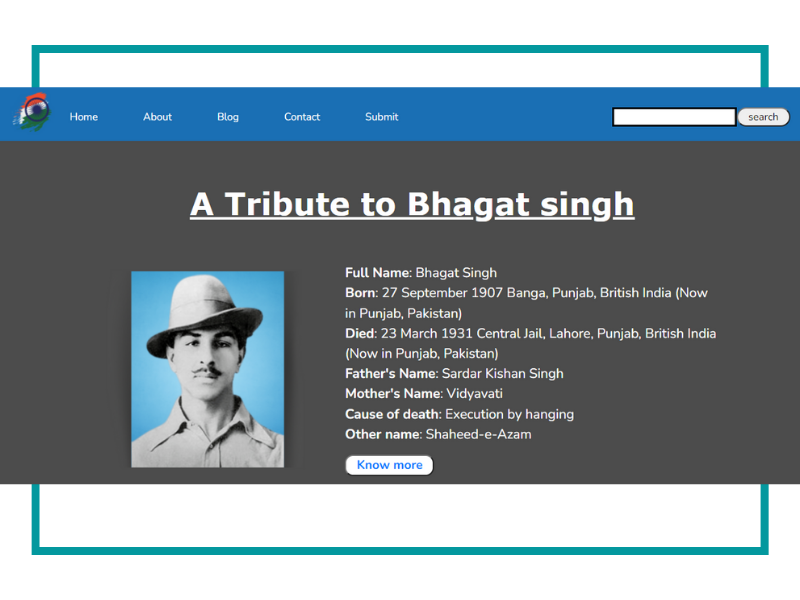 Home About Blog Contact Submit search
A Tribute to Bhagat singh
Full Name: Bhagat Singh
Born: 27 September 1907 Banga, Punjab, British India (Now
in Punjab, Pakistan)
Died: 23 March 1931 Central Jail, Lahore, Punjab, British India
(Now in Punjab, Pakistan)
Father's Name: Sardar Kishan Singh
Mother's Name: Vidyavati
Cause of death: Execution by hanging
Other name: Shaheed-e-Azam
Know more